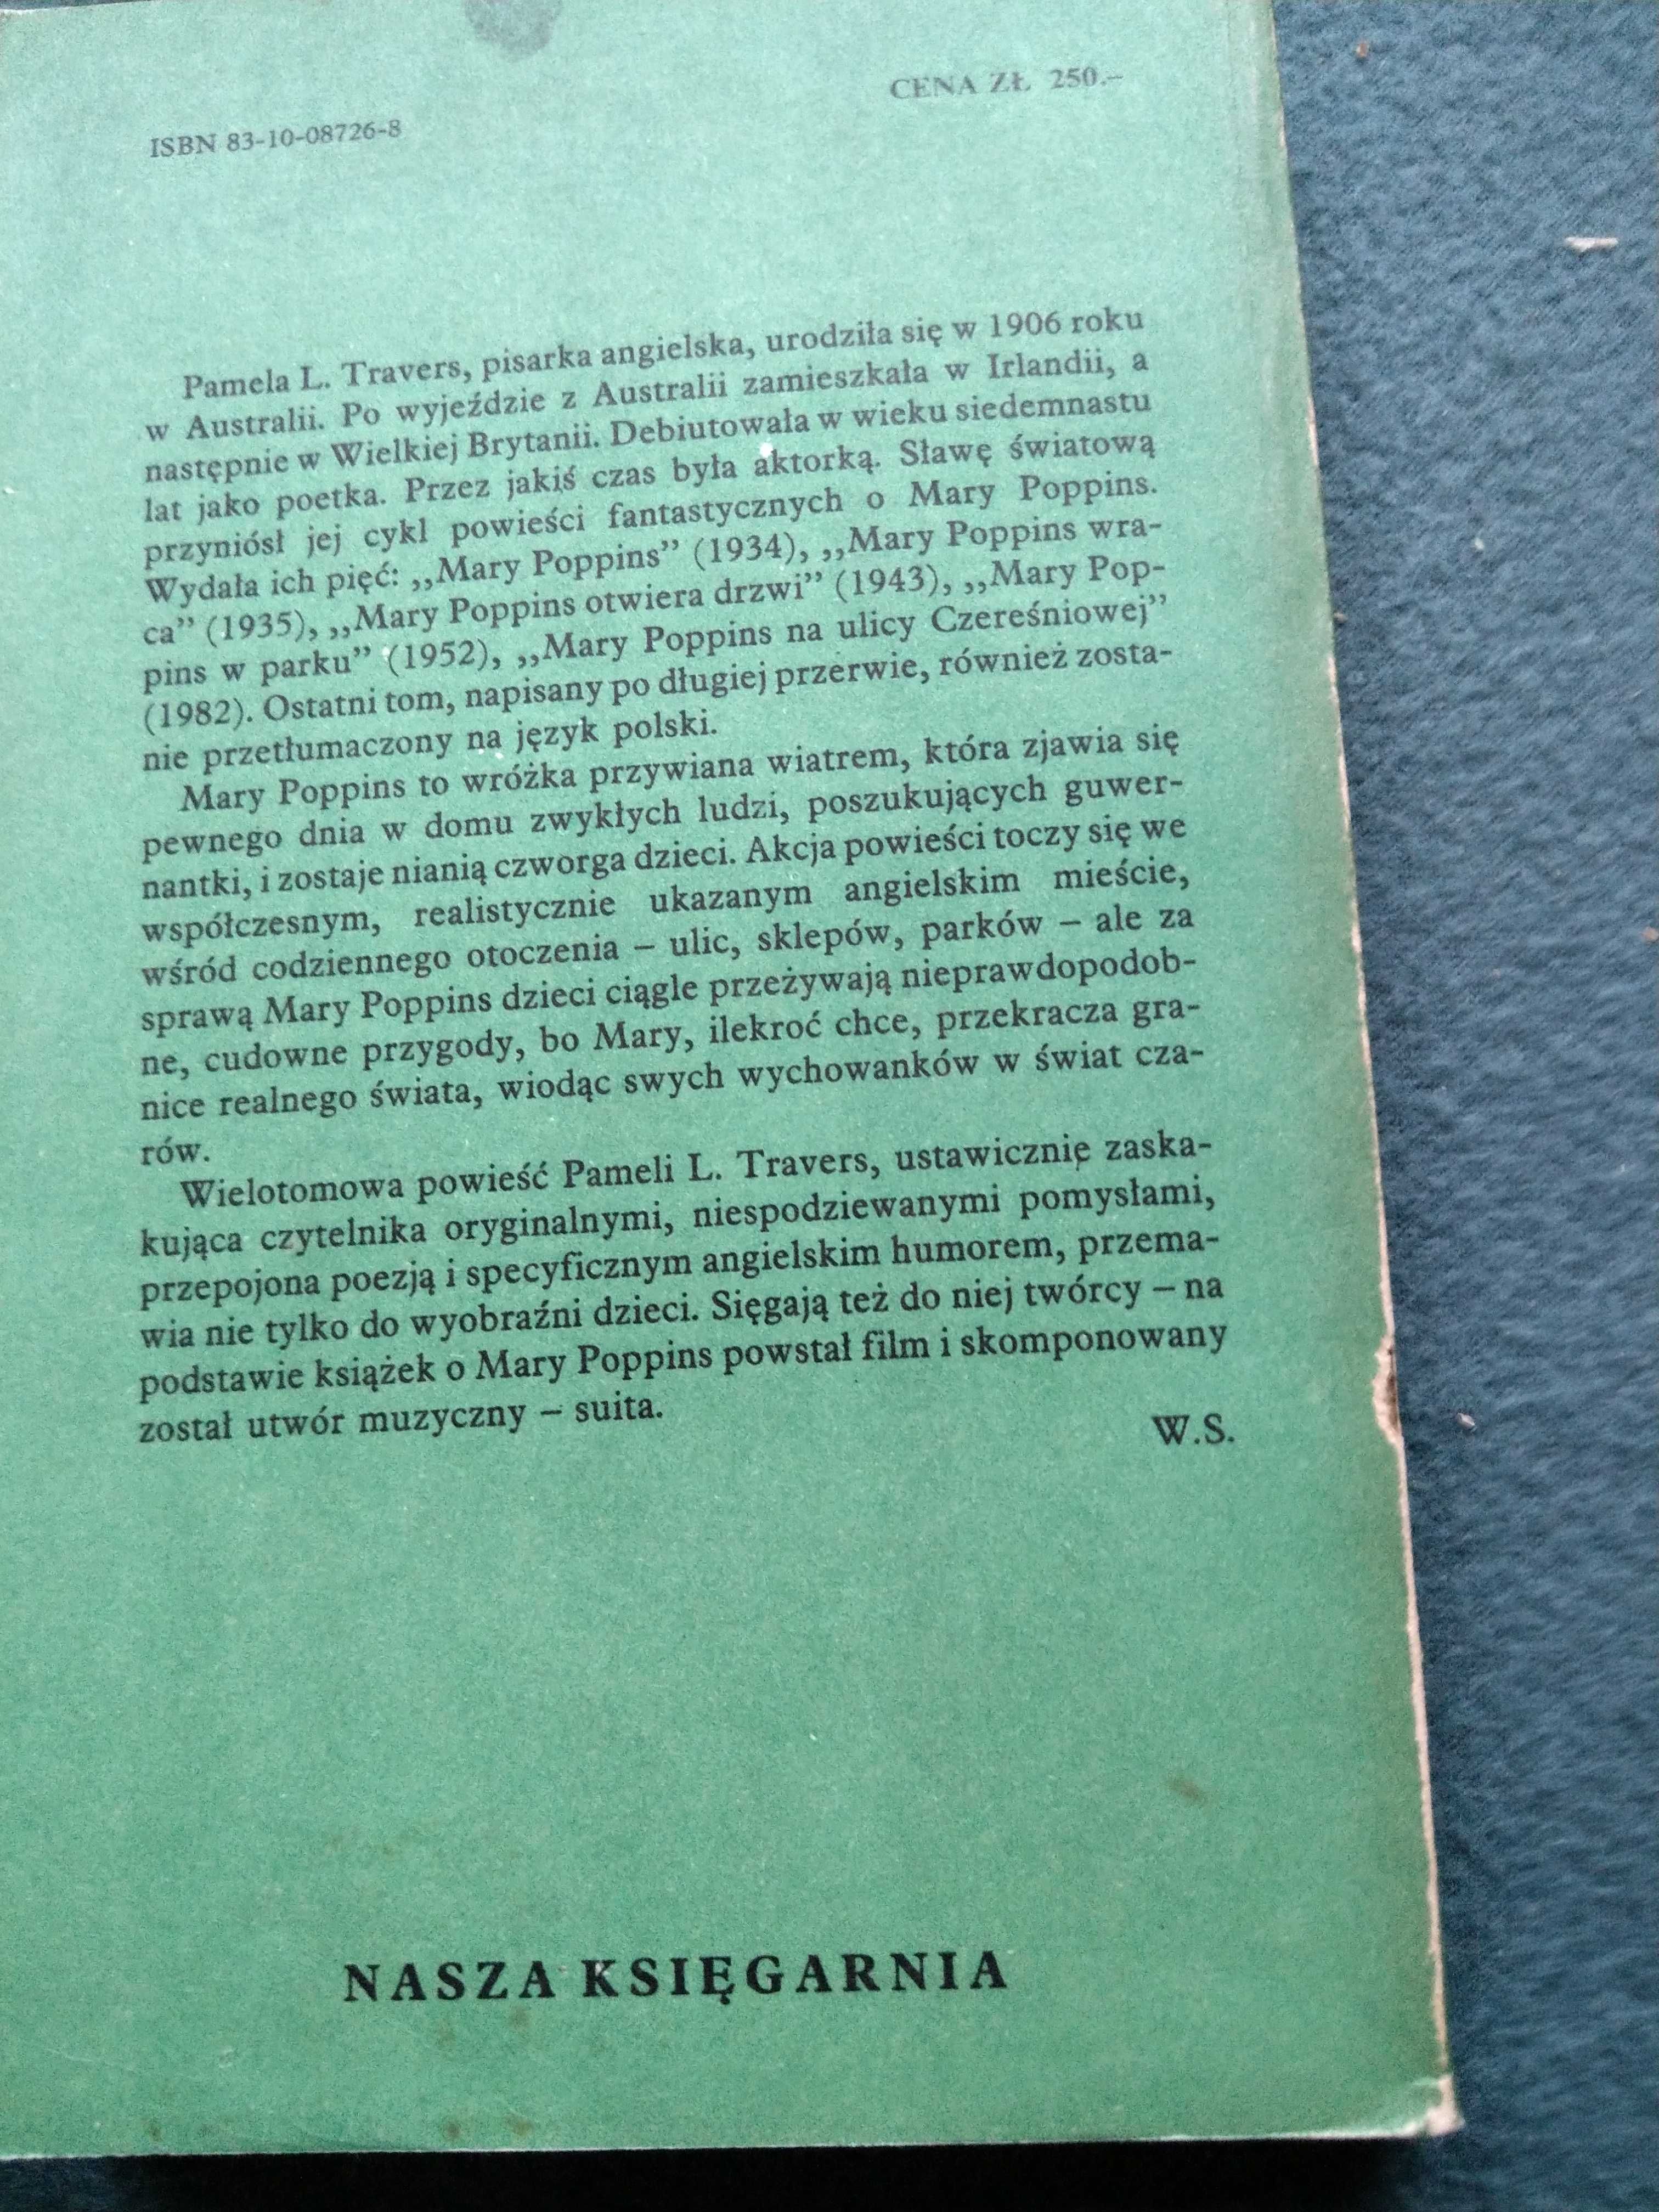 CENA ZŁ 250.–
ISBN 83-10-08726-8
Pamela L. Travers, pisarka angielska, urodziła się w 1906 roku
w Australii. Po wyjeździe z Australii zamieszkała w Irlandii, a
następnie w Wielkiej Brytanii. Debiutowała w wieku siedemnastu
lat jako poetka. Przez jakiś czas była aktorką. Sławę światową
przyniósł jej cykl powieści fantastycznych o Mary Poppins.
Wydała ich pięć: ,,Mary Poppins” (1934), ,,Mary Poppins wra-
ca” (1935), ,,Mary Poppins otwiera drzwi” (1943), ,,Mary Pop-
pins w parku” (1952), ,,Mary Poppins na ulicy Czereśniowej”
(1982). Ostatni tom, napisany po długiej przerwie, również zosta-
nie przetłumaczony na język polski.
Mary Poppins to wróżka przywiana wiatrem, która zjawia się
pewnego dnia w domu zwykłych ludzi, poszukujących guwer-
nantki, i zostaje nianią czworga dzieci. Akcja powieści toczy się we
współczesnym, realistycznie ukazanym angielskim mieście,
wśród codziennego otoczenia – ulic, sklepów, parków – ale za
sprawą Mary Poppins dzieci ciągle przeżywają nieprawdopodob-
ne, cudowne przygody, bo Mary, ilekroć chce, przekracza gra-
nice realnego świata, wiodąc swych wychowanków w świat cza-
rów.
Wielotomowa powieść Pameli L. Travers, ustawicznie zaska-
kująca czytelnika oryginalnymi, niespodziewanymi pomysłami,
przepojona poezją i specyficznym angielskim humorem, przema-
wia nie tylko do wyobraźni dzieci. Sięgają też do niej twórcy – na
podstawie książek o Mary Poppins powstał film i skomponowany
został utwór muzyczny – suita.
W.S.
NASZA KSIĘGARNIA